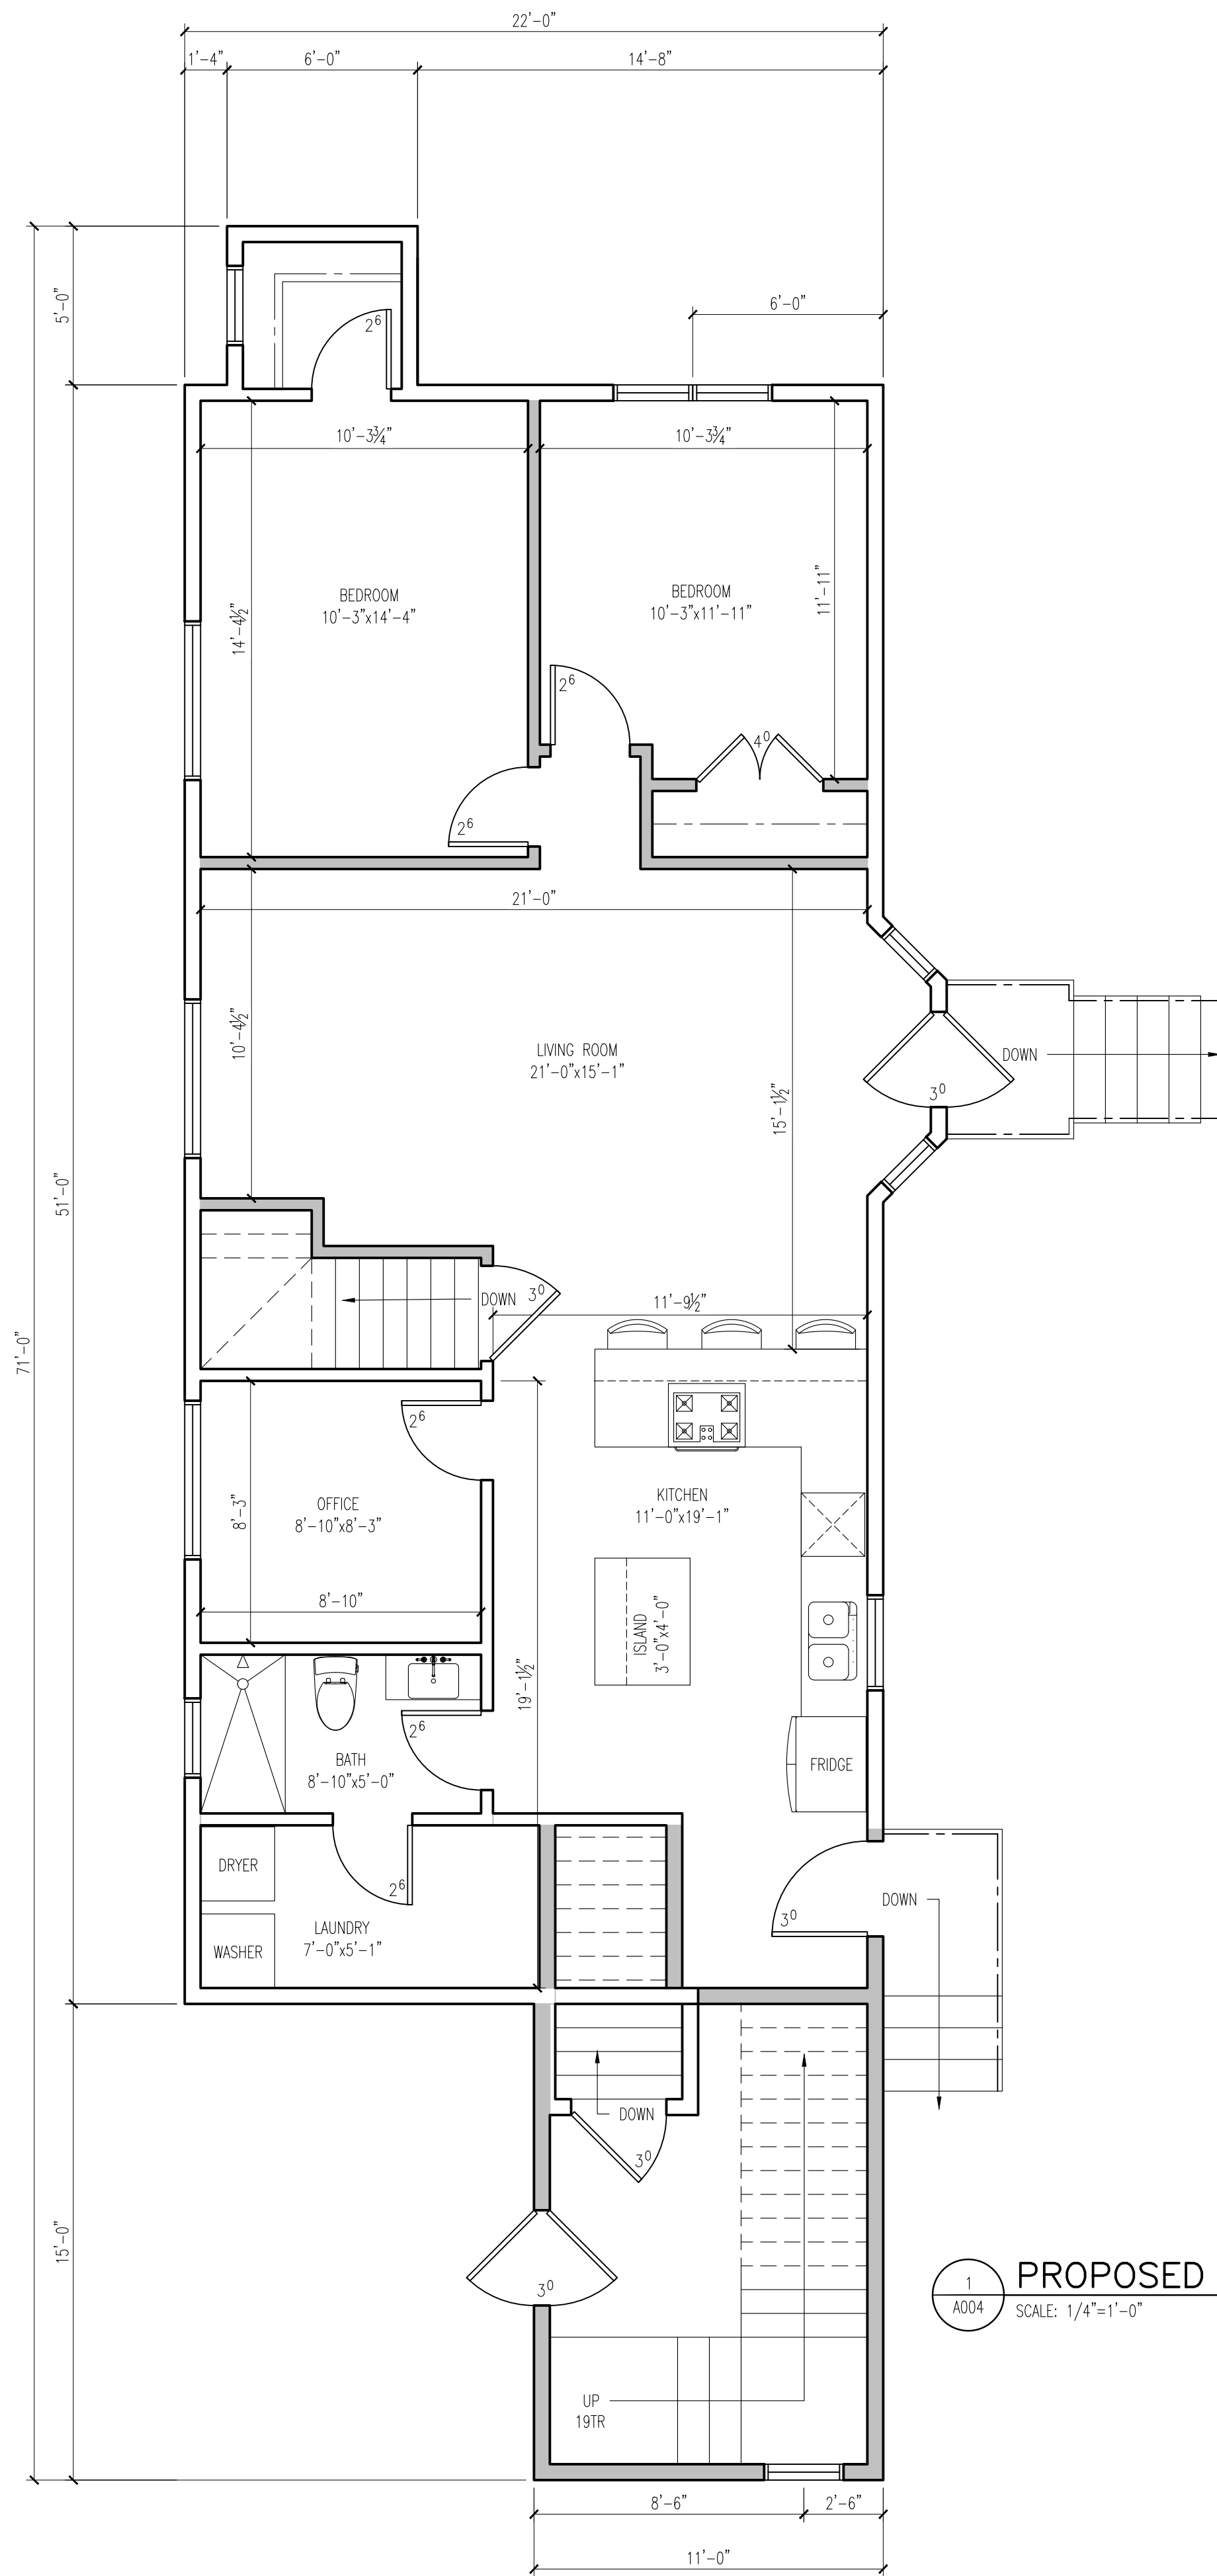 22'-0"
1'-4"
6'-0"
14'-8"
5'-0"
6'-0"
2⁶
10'-3¾"
10'-3¾"
BEDROOM
10'-3"x14'-4"
14'-4½"
BEDROOM
10'-3"x11'-11"
11'-11"
2⁶
4⁰
2⁶
21'-0"
10'-4½"
LIVING ROOM
21'-0"x15'-1"
15'-1½"
DOWN
3⁰
51'-0"
71'-0"
DOWN
3⁰
11'-9½"
2⁶
8'-3"
OFFICE
8'-10"x8'-3"
8'-10"
KITCHEN
11'-0"x19'-1"
ISLAND
3'-0"x4'-0"
19'-1½"
2⁶
BATH
8'-10"x5'-0"
FRIDGE
DRYER
2⁶
WASHER
LAUNDRY
7'-0"x5'-1"
3⁰
DOWN
DOWN
3⁰
15'-0"
3⁰
UP
19TR
1
A004
PROPOSED
SCALE: 1/4"=1'-0"
8'-6"
2'-6"
11'-0"